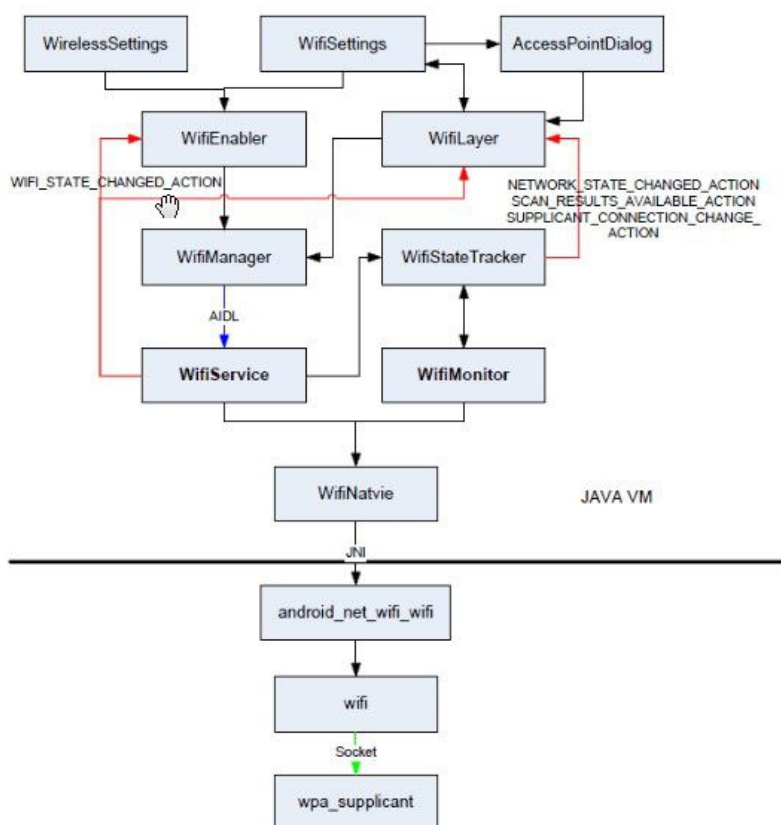 WirelessSettings
WifiSettings
AccessPointDialog
WifiEnabler
WifiLayer
WIFI_STATE_CHANGED_ACTION
NETWORK_STATE_CHANGED_ACTION
SCAN_RESULTS_AVAILABLE_ACTION
SUPPLICANT_CONNECTION_CHANGE_
ACTION
WifiManager
WifiStateTracker
AIDL
WifiService
WifiMonitor
WifiNatvie
JAVA VM
JNI
android_net_wifi_wifi
wifi
Socket
wpa_supplicant